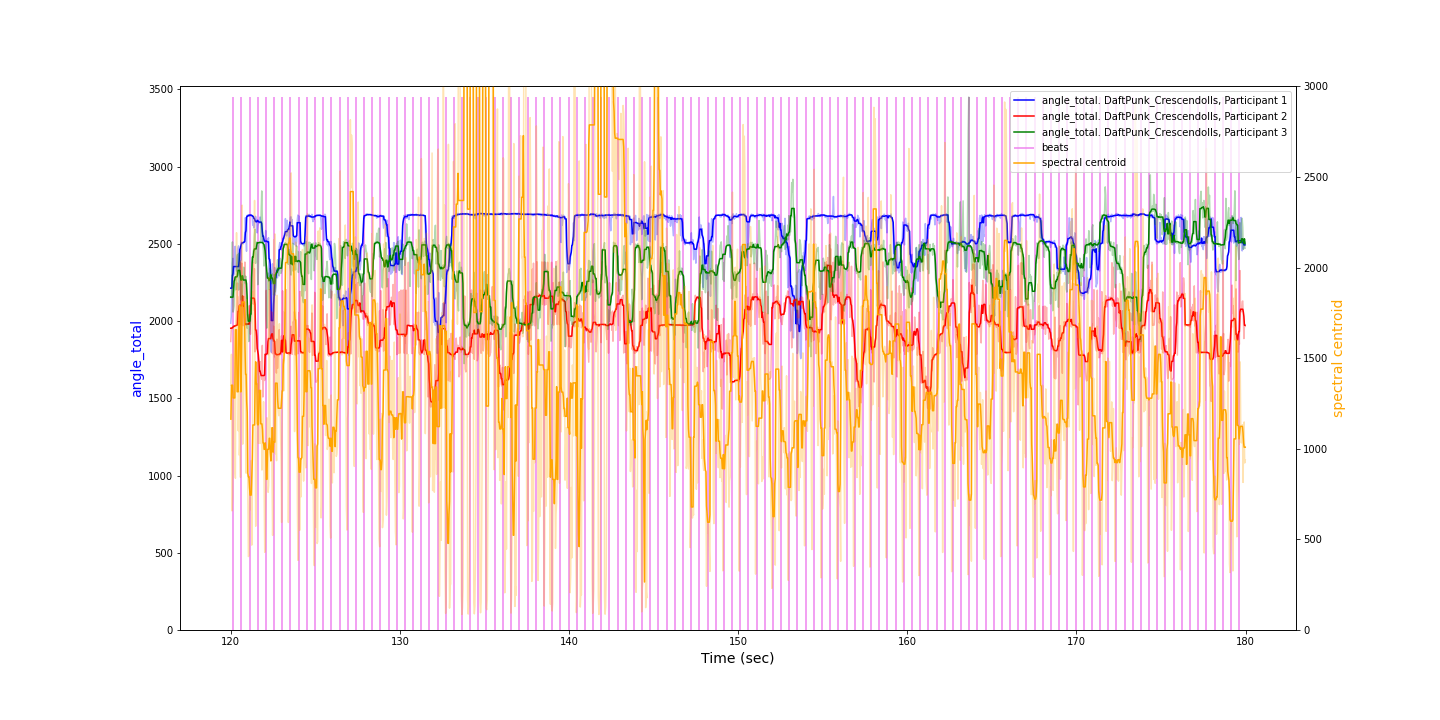 3500
3000
2500
2000
1500
1000
500
0
angle_total
120
130
140
150
160
170
180
Time (sec)
3000
2500
2000
1500
1000
500
0
spectral centroid
angle_total. DaftPunk_Crescendolls, Participant 1
angle_total. DaftPunk_Crescendolls, Participant 2
angle_total. DaftPunk_Crescendolls, Participant 3
beats
spectral centroid